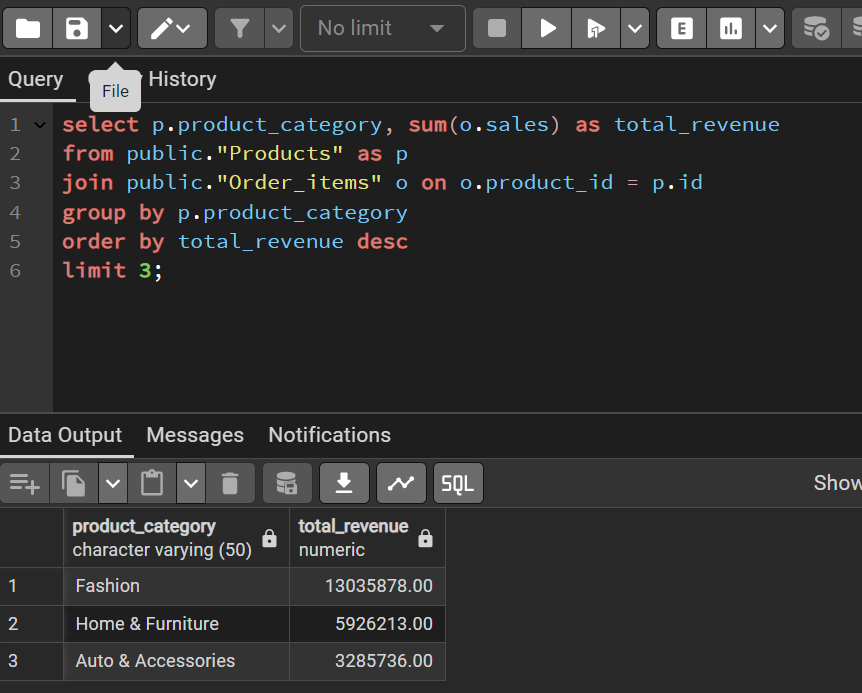 No limit
E
Query History
File
1 select p.product_category, sum(o.sales) as total_revenue
2 from public."Products" as p
3 join public."Order_items" o on o.product_id = p.id
4 group by p.product_category
5 order by total_revenue desc
6 limit 3;
Data Output Messages Notifications
SQL
Show
product_category total_revenue
character varying (50) numeric
1 Fashion 13035878.00
2 Home & Furniture 5926213.00
3 Auto & Accessories 3285736.00